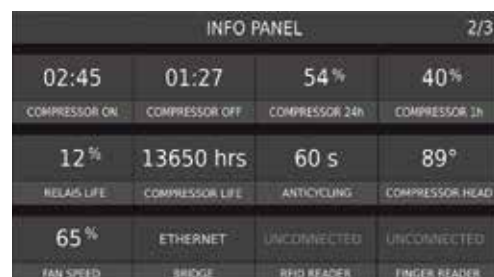 INFO PANEL 2/3
02:45 01:27 54% 40%
COMPRESSOR ON COMPRESSOR OFF COMPRESSOR 24h COMPRESSOR 1h
12% 13650 hrs 60 s 89°
RELAIS LIFE COMPRESSOR LIFE ANTICYCLING COMPRESSOR HEAD
65% ETHERNET UNCONNECTED UNCONNECTED
FAN SPEED BRIDGE RFID READER FINGER READER